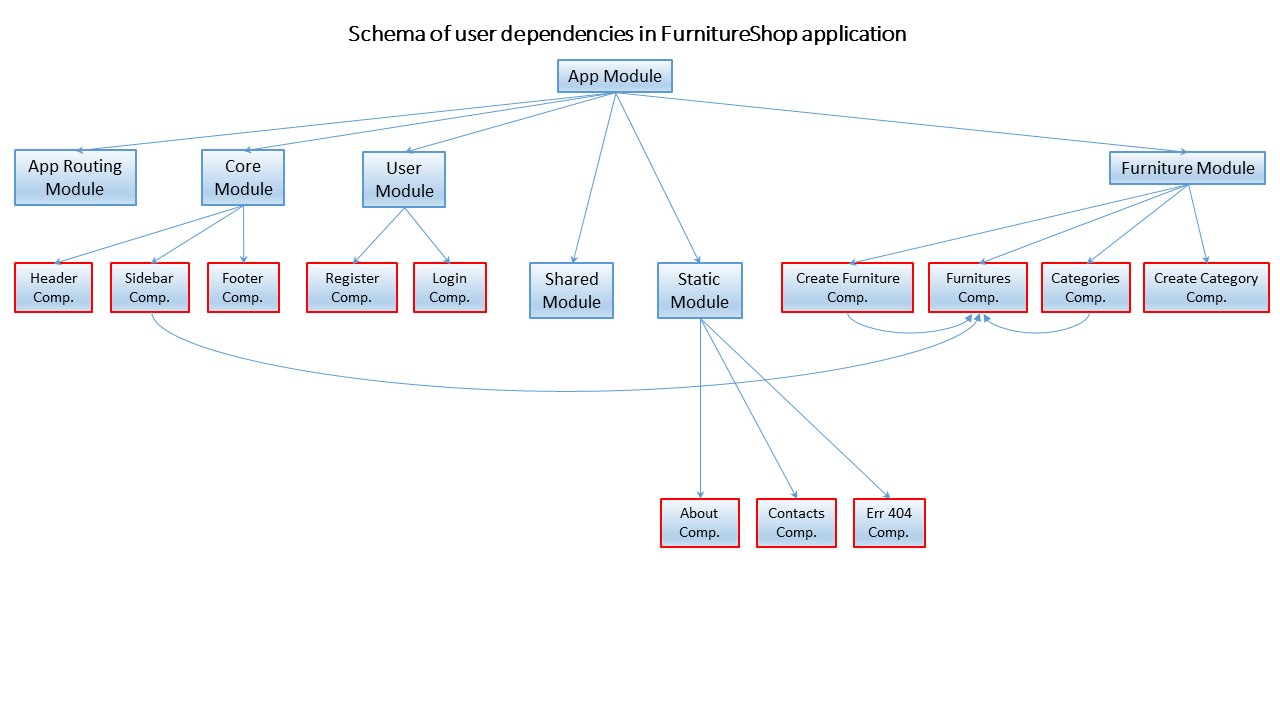 Schema of user dependencies in FurnitureShop application
App Module
App Routing
Module
Core
Module
User
Module
Furniture Module
Header
Comp.
Sidebar
Comp.
Footer
Comp.
Register
Comp.
Login
Comp.
Shared
Module
Static
Module
Create Furniture
Comp.
Furnitures
Comp.
Categories
Comp.
Create Category
Comp.
About
Comp.
Contacts
Comp.
Err 404
Comp.